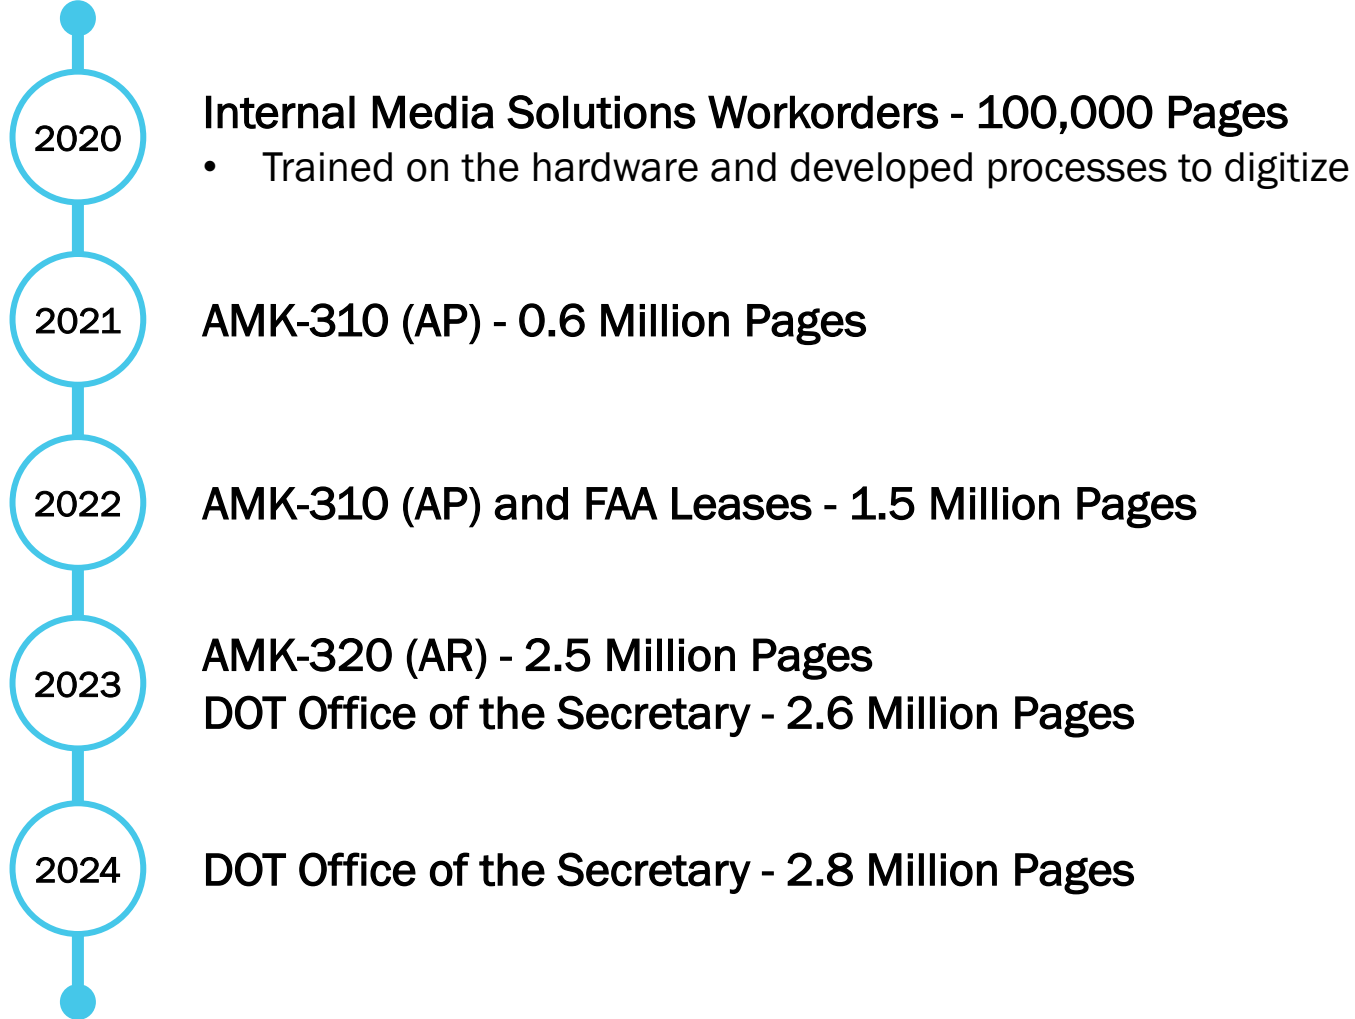 2020
Internal Media Solutions Workorders - 100,000 Pages
• Trained on the hardware and developed processes to digitize
2021
AMK-310 (AP) - 0.6 Million Pages
2022
AMK-310 (AP) and FAA Leases - 1.5 Million Pages
2023
AMK-320 (AR) - 2.5 Million Pages
DOT Office of the Secretary - 2.6 Million Pages
2024
DOT Office of the Secretary - 2.8 Million Pages